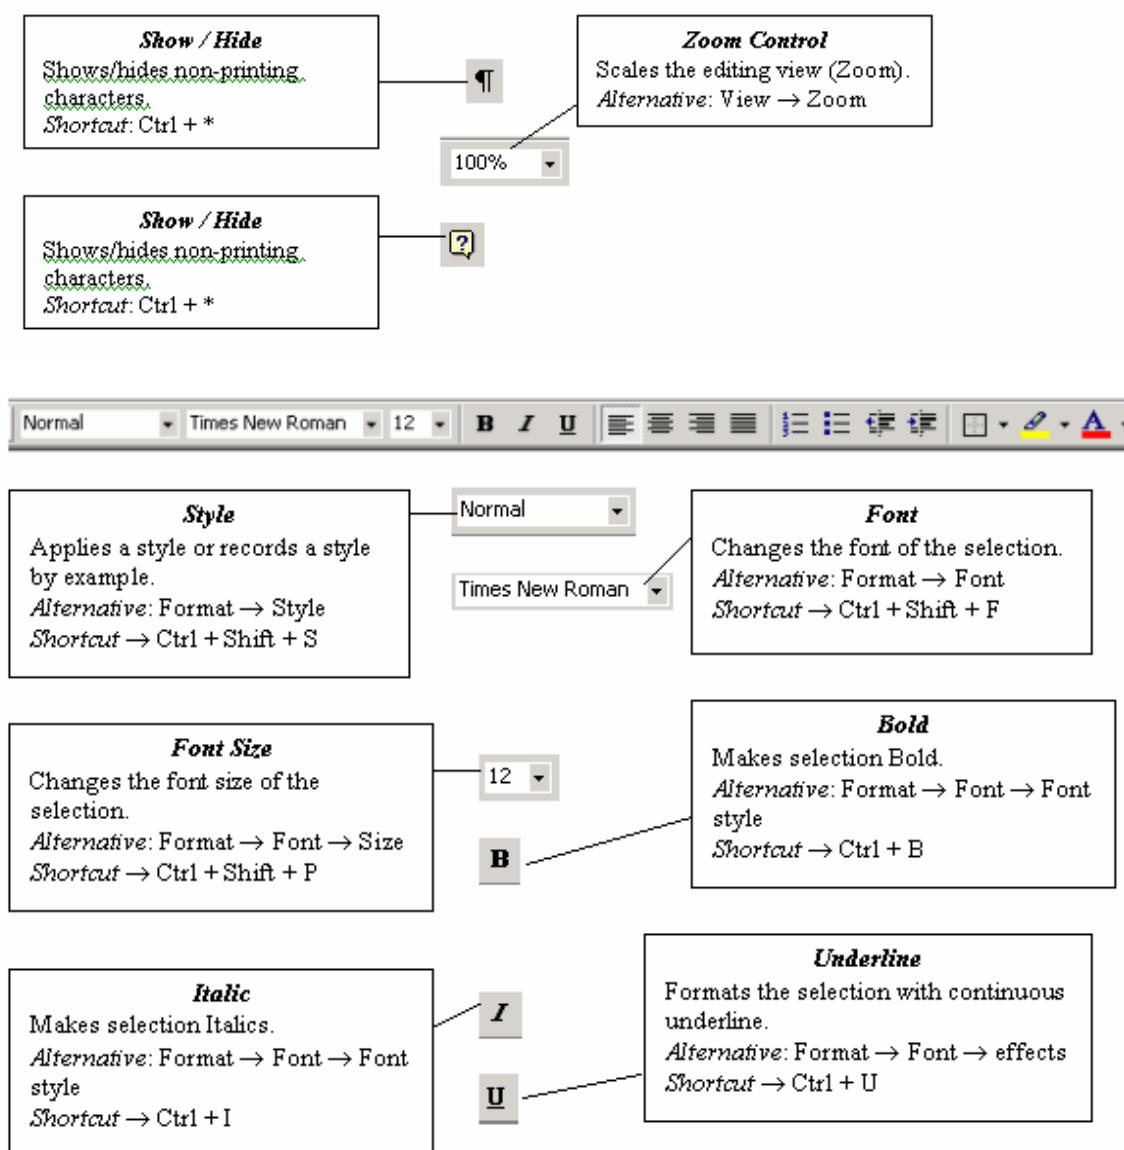 Show / Hide
Shows/hides non-printing
characters.
Shortcut: Ctrl + *
¶
Zoom Control
Scales the editing view (Zoom).
Alternative: View → Zoom
100%
Show / Hide
Shows/hides non-printing
characters.
Shortcut: Ctrl + *
?
Normal Times New Roman 12 B I U A
Style
Applies a style or records a style
by example.
Alternative: Format → Style
Shortcut → Ctrl + Shift + S
Normal
Times New Roman
Font
Changes the font of the selection.
Alternative: Format → Font
Shortcut → Ctrl + Shift + F
Font Size
Changes the font size of the
selection.
Alternative: Format → Font → Size
Shortcut → Ctrl + Shift + P
12
B
Bold
Makes selection Bold.
Alternative: Format → Font → Font
style
Shortcut → Ctrl + B
Italic
Makes selection Italics.
Alternative: Format → Font → Font
style
Shortcut → Ctrl + I
I
U
Underline
Formats the selection with continuous
underline.
Alternative: Format → Font → effects
Shortcut → Ctrl + U